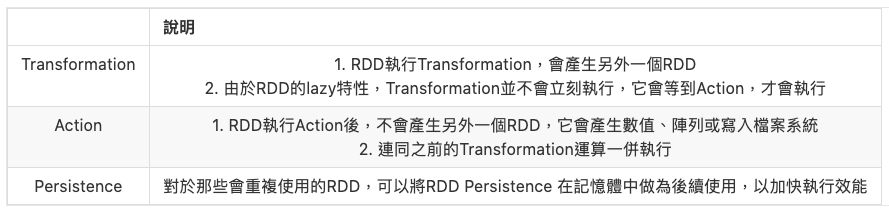 說明
Transformation
1. RDD執行Transformation，會產生另外一個RDD
2. 由於RDD的lazy特性，Transformation並不會立刻執行，它會等到Action，才會執行
Action
1. RDD執行Action後，不會產生另外一個RDD，它會產生數值、陣列或寫入檔案系統
2. 連同之前的Transformation運算一併執行
Persistence
對於那些會重複使用的RDD，可以將RDD Persistence 在記憶體中做為後續使用，以加快執行效能